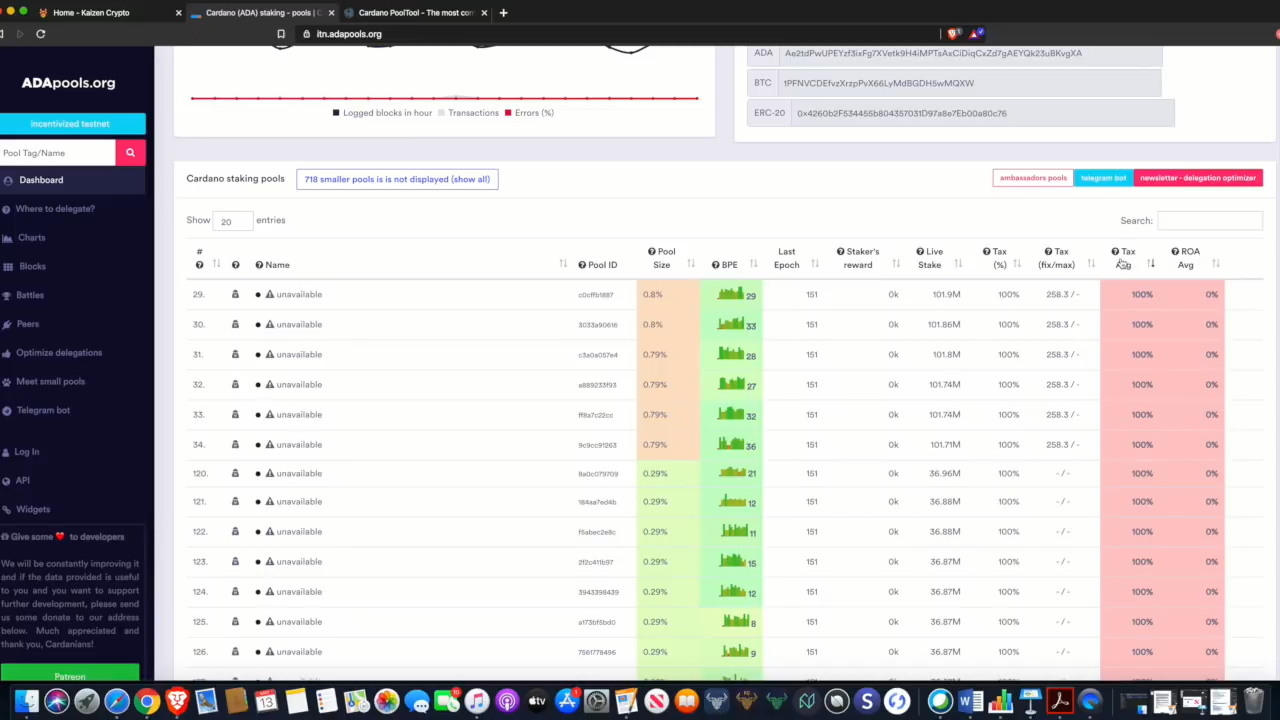 Home - Kaizen Crypto
Cardano (ADA) staking - pools | C
Cardano PoolTool - The most con
itn.adapools.org
ADApools.org
incentivized testnet
Pool Tag/Name
Dashboard
Where to delegate?
Charts
Blocks
Battles
Peers
Optimize delegations
Meet small pools
Telegram bot
Log In
API
Widgets
Give some ❤️ to developers
We will be constantly improving it
and if the data provided is useful
to you and you want to support
further development, please send
us some donate to our address
below. Much appreciated and
thank you, Cardanians!
Patreon
Logged blocks in hour Transactions Errors (%)
ADA Ae2tdPwUPEYzf3ixFg7XVetk9H4iMPTsAxCiDiqCxZd7gAEYQk23uBKvgXA
BTC 1PFNVCDEfvzXrzpPvX66LyMdBGDH5wMQXW
ERC-20 0x4260b2F534455b804357031D97a8e7Eb00a80c76
Cardano staking pools 718 smaller pools is is not displayed (show all) ambassadors pools telegram bot newsletter - delegation optimizer
Show 20 entries Search:
# Name Pool ID Pool Size BPE Last Epoch Staker's reward Live Stake Tax (%) Tax (fix/max) Tax Avg ROA Avg
29. unavailable c0cffb1887 0.8% 29 151 0k 101.9M 100% 258.3 / - 100% 0%
30. unavailable 3033a90616 0.8% 33 151 0k 101.86M 100% 258.3 / - 100% 0%
31. unavailable c3a0a057e4 0.79% 28 151 0k 101.8M 100% 258.3 / - 100% 0%
32. unavailable a889233f93 0.79% 27 151 0k 101.74M 100% 258.3 / - 100% 0%
33. unavailable ff8a7c22cc 0.79% 32 151 0k 101.74M 100% 258.3 / - 100% 0%
34. unavailable 9c9cc91263 0.79% 36 151 0k 101.71M 100% 258.3 / - 100% 0%
120. unavailable 8a0c079709 0.29% 21 151 0k 36.96M 100% - / - 100% 0%
121. unavailable 184aa7ed4b 0.29% 12 151 0k 36.88M 100% - / - 100% 0%
122. unavailable f5abec2e8c 0.29% 11 151 0k 36.87M 100% - / - 100% 0%
123. unavailable 2f2c411b97 0.29% 15 151 0k 36.87M 100% - / - 100% 0%
124. unavailable 3943398439 0.29% 12 151 0k 36.87M 100% - / - 100% 0%
125. unavailable a173bf5bd0 0.29% 8 151 0k 36.87M 100% - / - 100% 0%
126. unavailable 7561778496 0.29% 9 151 0k 36.87M 100% - / - 100% 0%